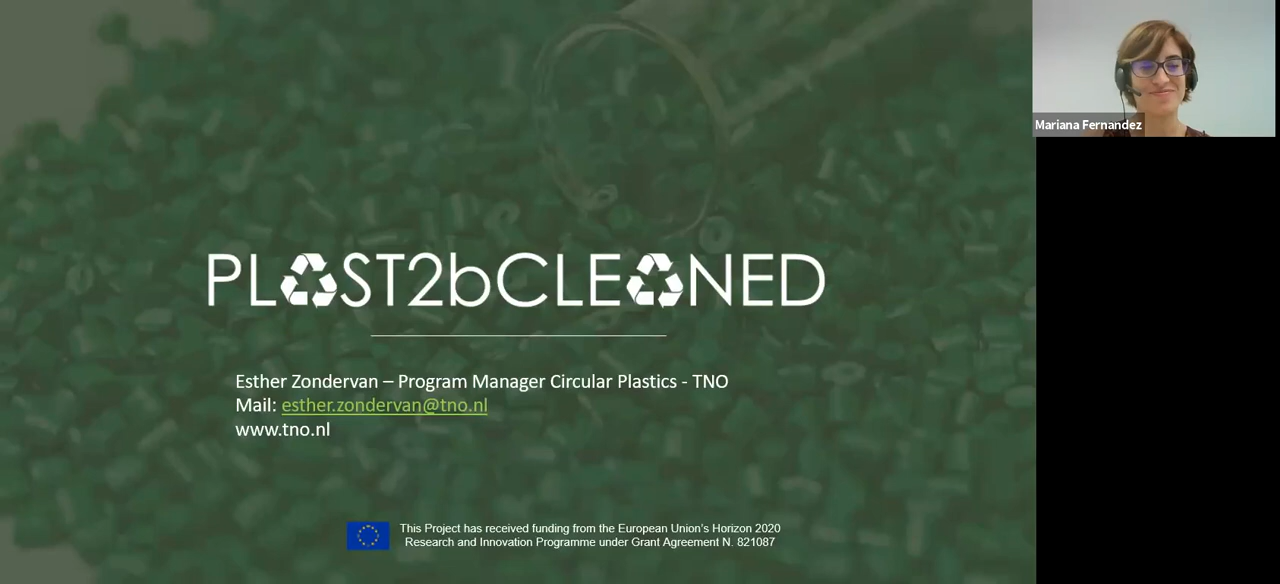 PLAST2bCLEANED
Esther Zondervan – Program Manager Circular Plastics - TNO
Mail: esther.zondervan@tno.nl
www.tno.nl
This Project has received funding from the European Union's Horizon 2020
Research and Innovation Programme under Grant Agreement N. 821087
Mariana Fernandez